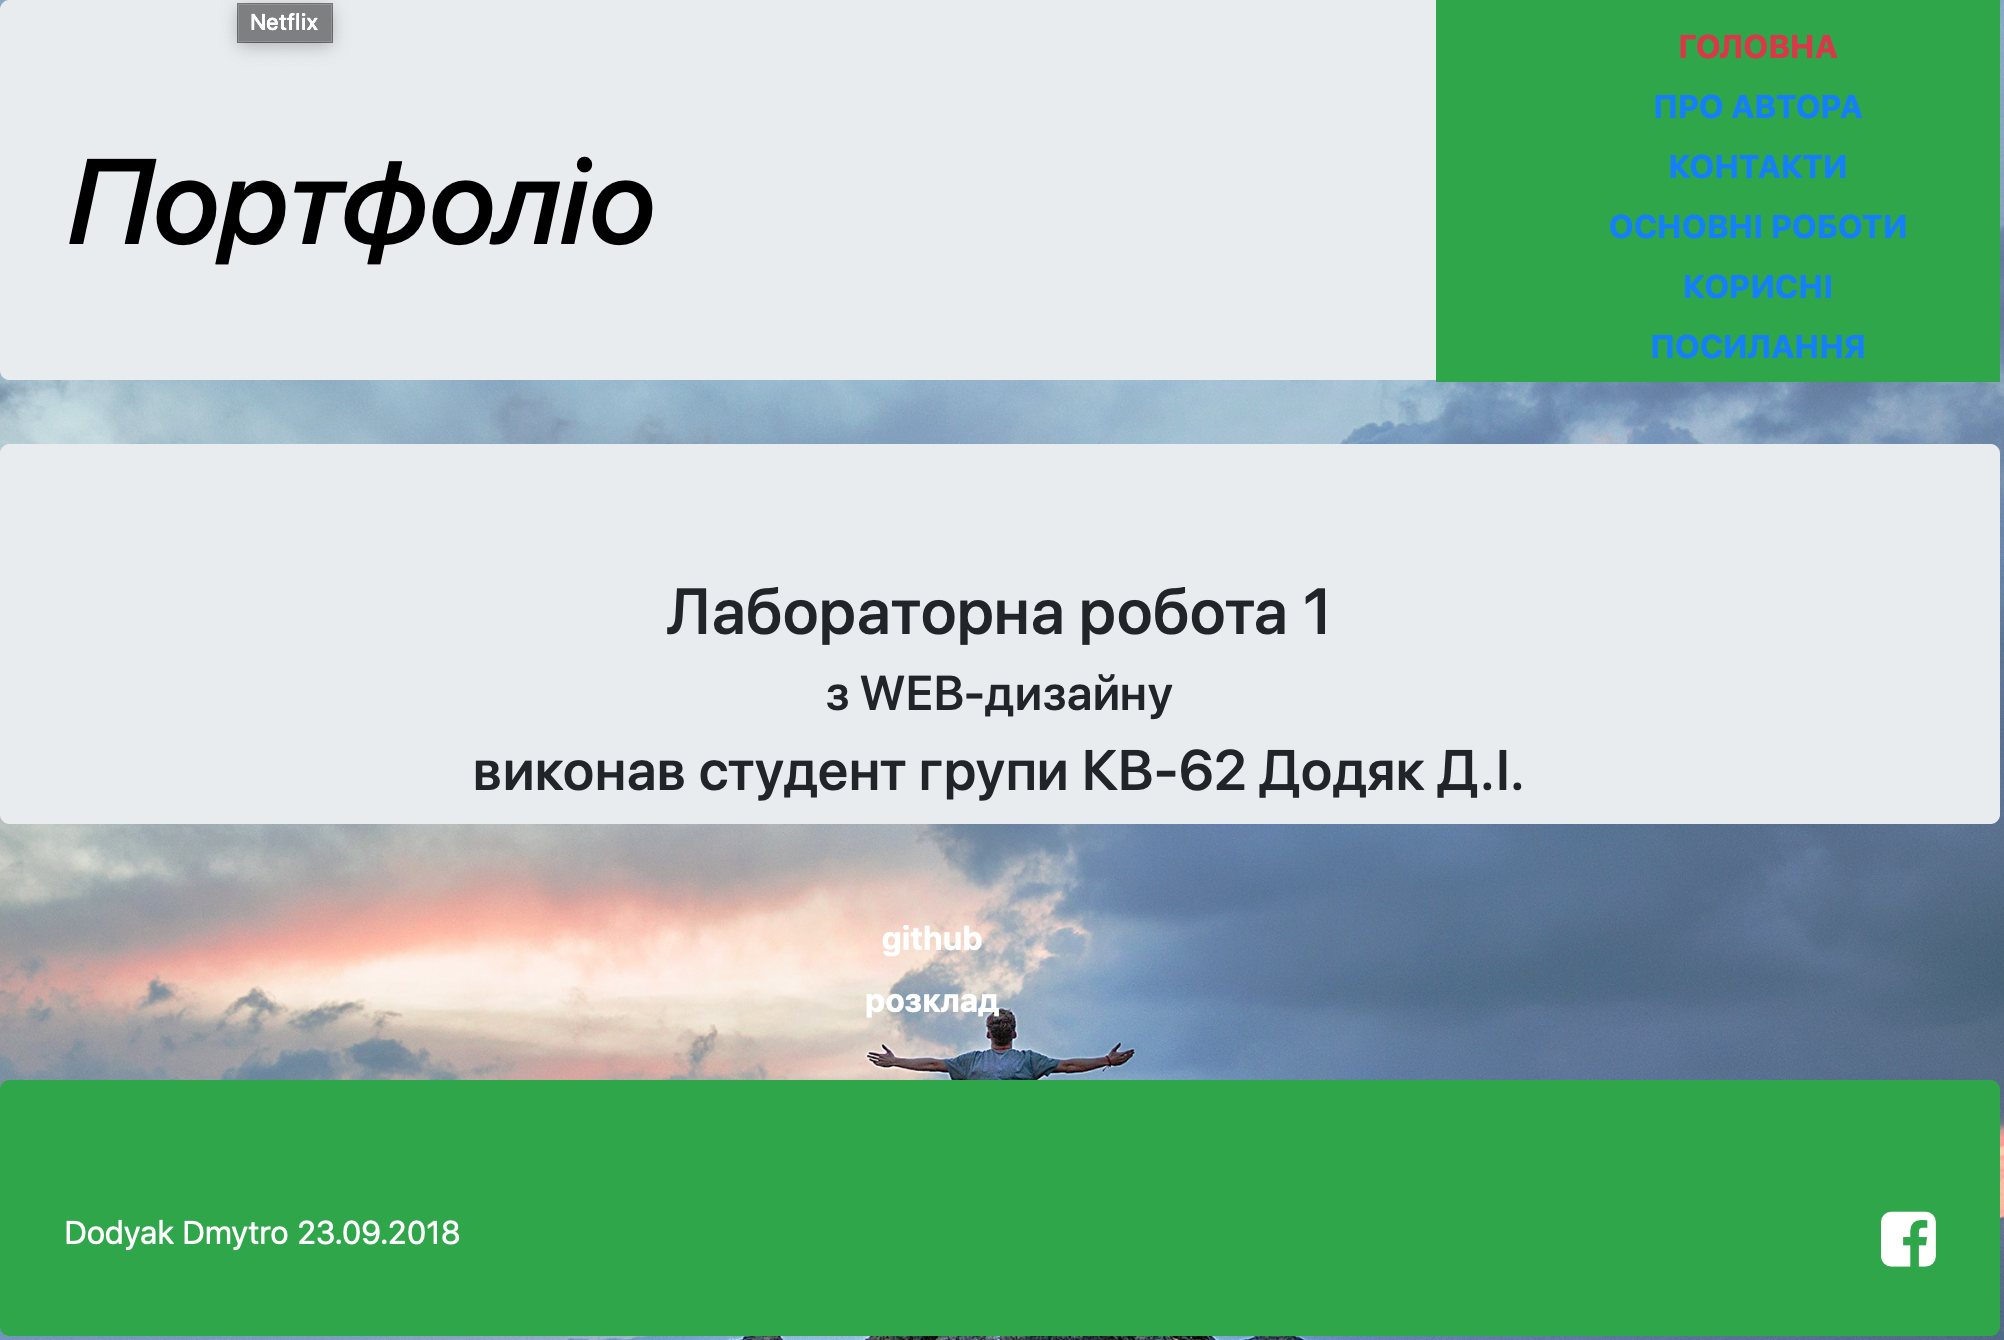 Netflix
ГОЛОВНА
ПРО АВТОРА
КОНТАКТИ
ОСНОВНІ РОБОТИ
КОРИСНІ
ПОСИЛАННЯ
Портфоліо
Лабораторна робота 1
з WEB-дизайну
виконав студент групи КВ-62 Додяк Д.І.
github
розклад
Dodyak Dmytro 23.09.2018